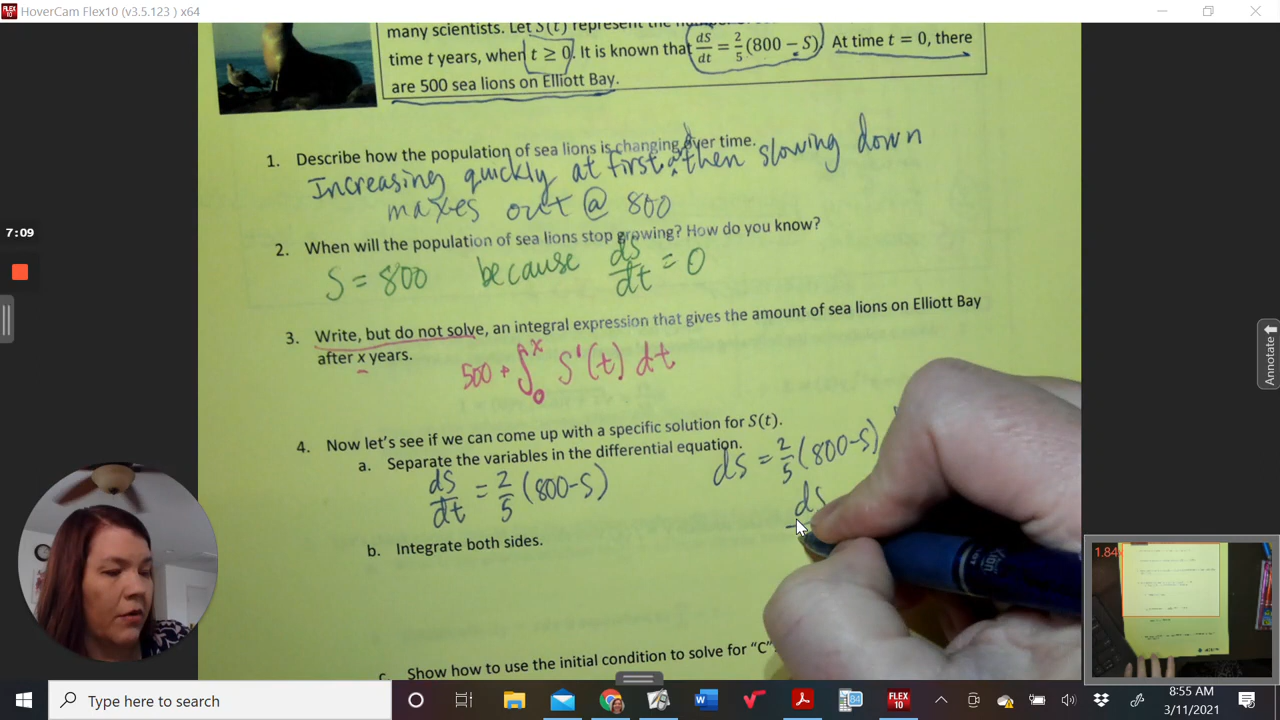 HoverCam Flex10 (v3.5.123) x64
many scientists. Let S(t) represent the
time t years, when t ≥ 0. It is known that dS/dt = 2/5(800 − S). At time t = 0, there
are 500 sea lions on Elliott Bay.
1. Describe how the population of sea lions is changing over time.
Increasing quickly at first then slowing down
maxes out @ 800
2. When will the population of sea lions stop growing? How do you know?
S = 800 because ds/dt = 0
7:09
3. Write, but do not solve, an integral expression that gives the amount of sea lions on Elliott Bay
after x years.
500 + ∫₀ˣ S'(t) dt
Annotate
4. Now let's see if we can come up with a specific solution for S(t).
a. Separate the variables in the differential equation.
ds/dt = 2/5 (800-S)
ds = 2/5 (800-S)
ds
b. Integrate both sides.
1.84x
c. Show how to use the initial condition to solve for "C".
Type here to search
FLEX 10
8:55 AM
3/11/2021